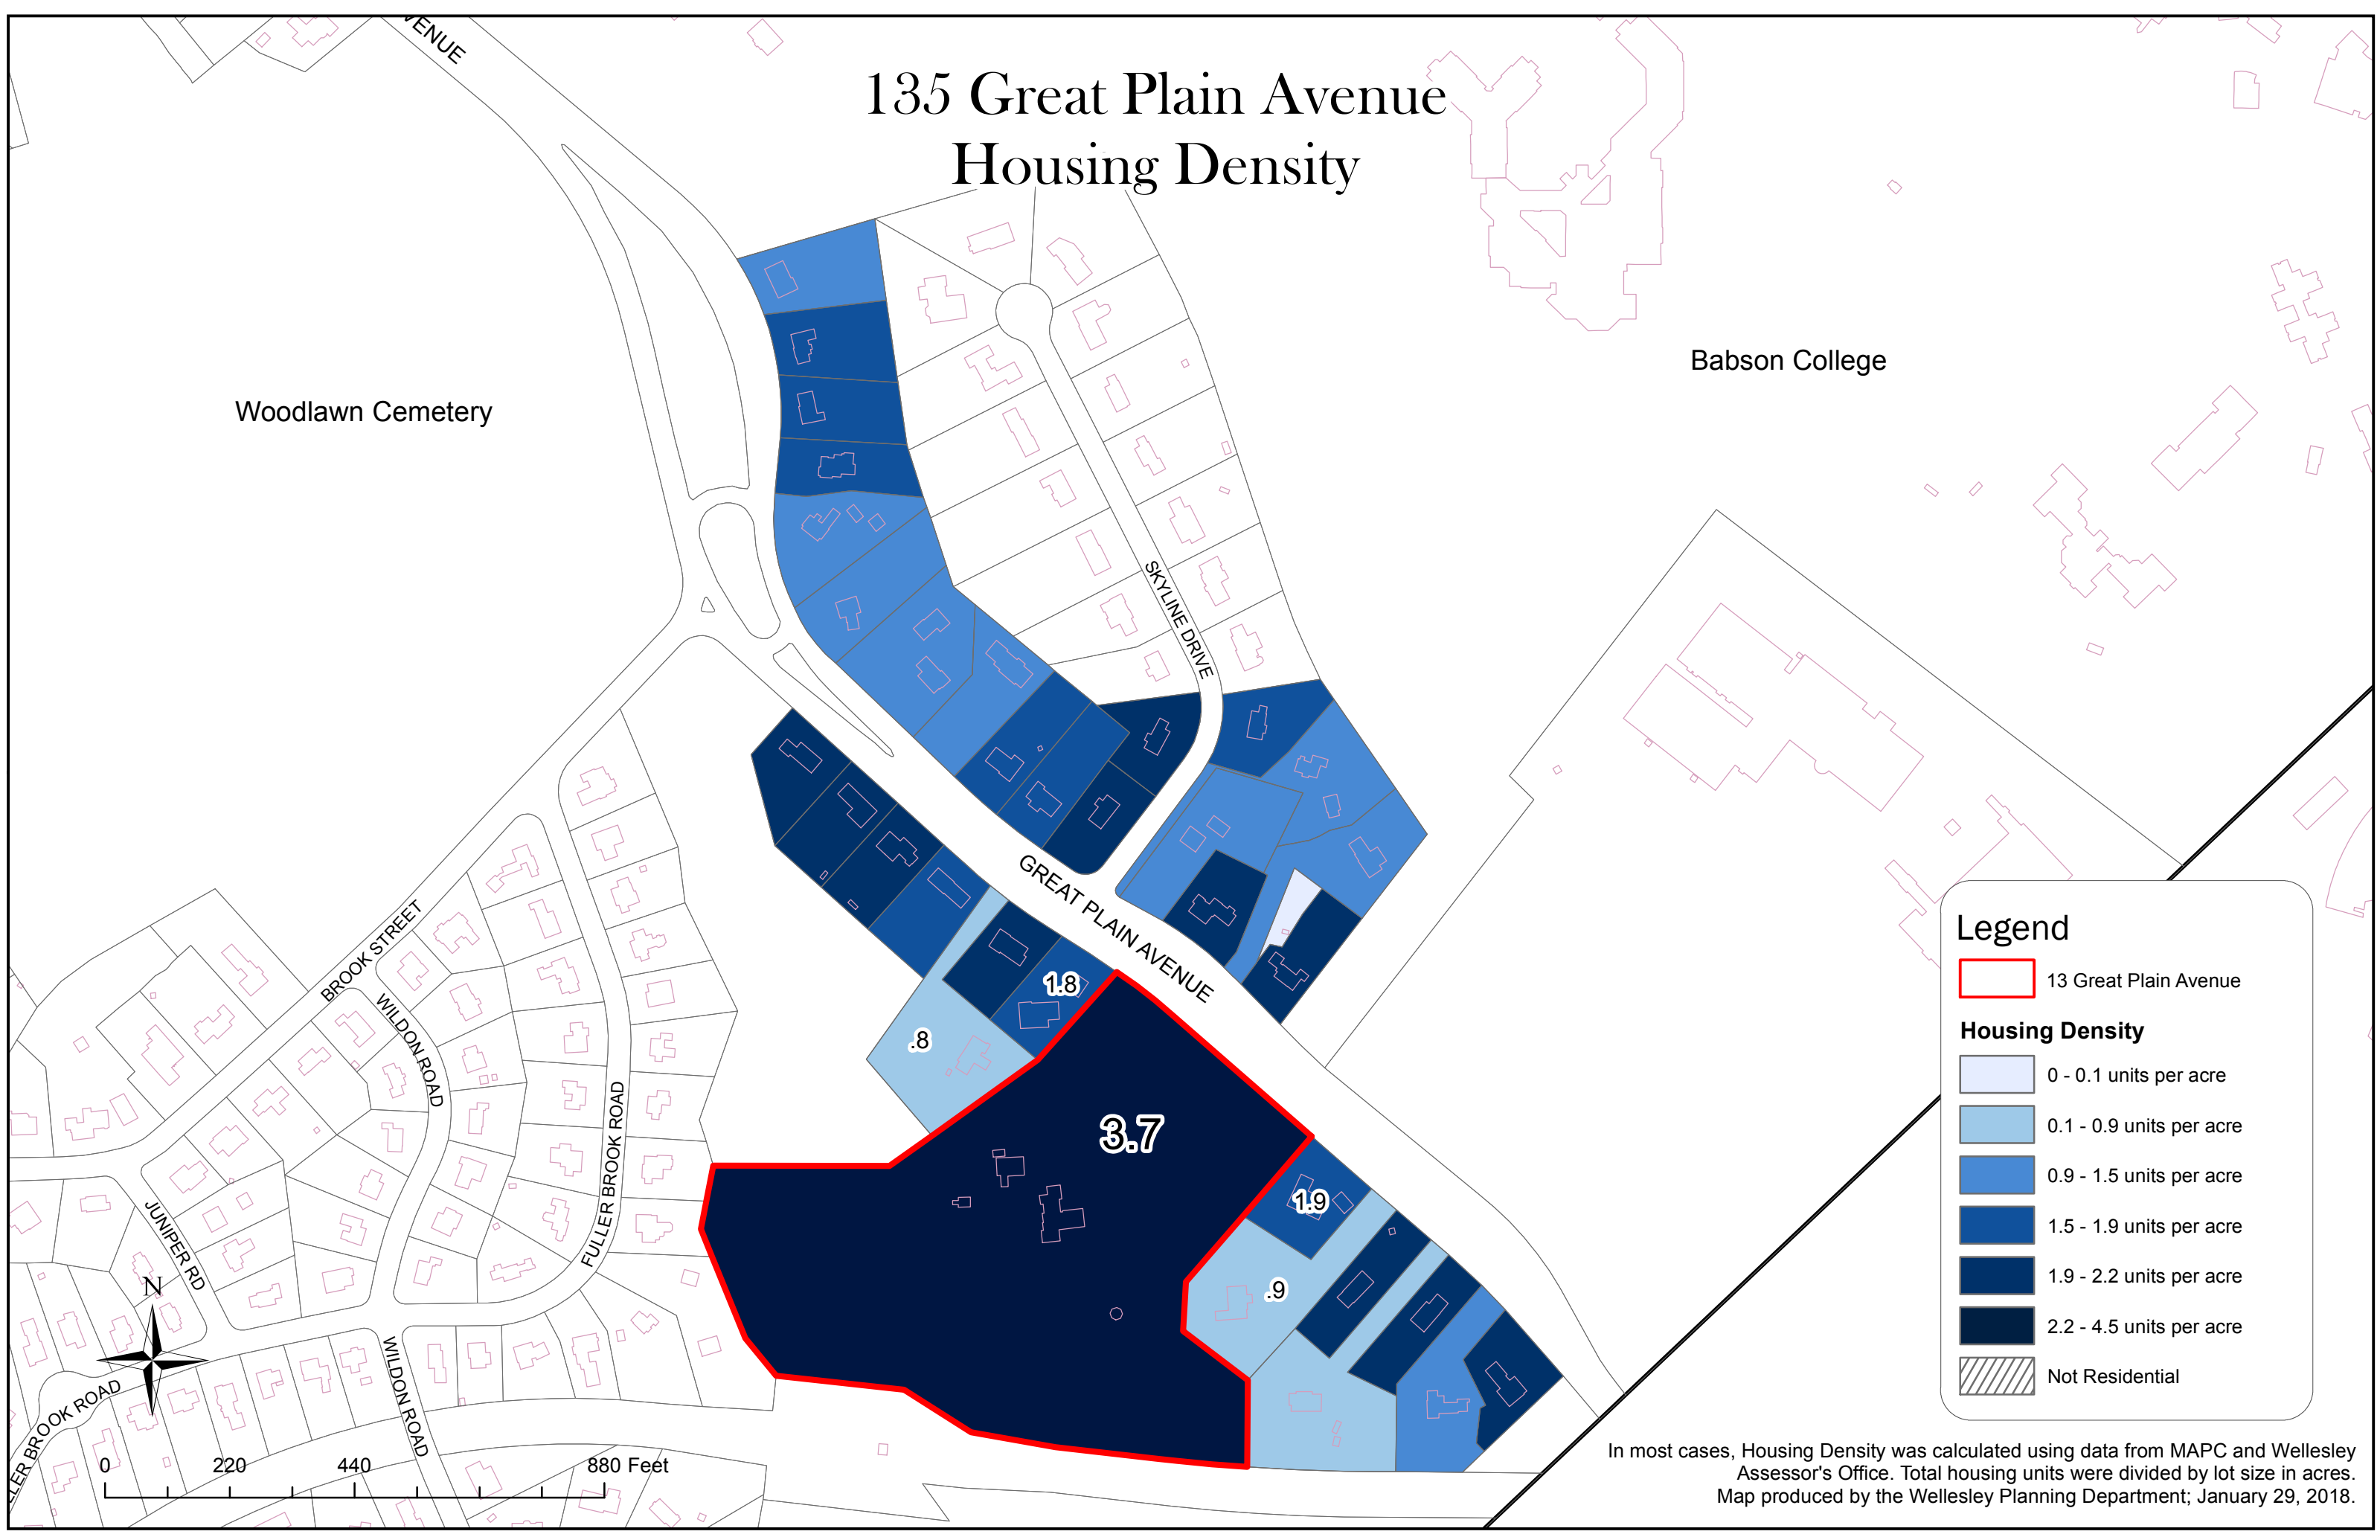 VENUE
135 Great Plain Avenue
Housing Density
Woodlawn Cemetery
Babson College
SKYLINE DRIVE
GREAT PLAIN AVENUE
BROOK STREET
WILDON ROAD
FULLER BROOK ROAD
JUNIPER RD
WILDON ROAD
LLER BROOK ROAD
1.8
.8
3.7
1.9
.9
N
0 220 440 880 Feet
Legend
13 Great Plain Avenue
Housing Density
0 - 0.1 units per acre
0.1 - 0.9 units per acre
0.9 - 1.5 units per acre
1.5 - 1.9 units per acre
1.9 - 2.2 units per acre
2.2 - 4.5 units per acre
Not Residential
In most cases, Housing Density was calculated using data from MAPC and Wellesley
Assessor's Office. Total housing units were divided by lot size in acres.
Map produced by the Wellesley Planning Department; January 29, 2018.